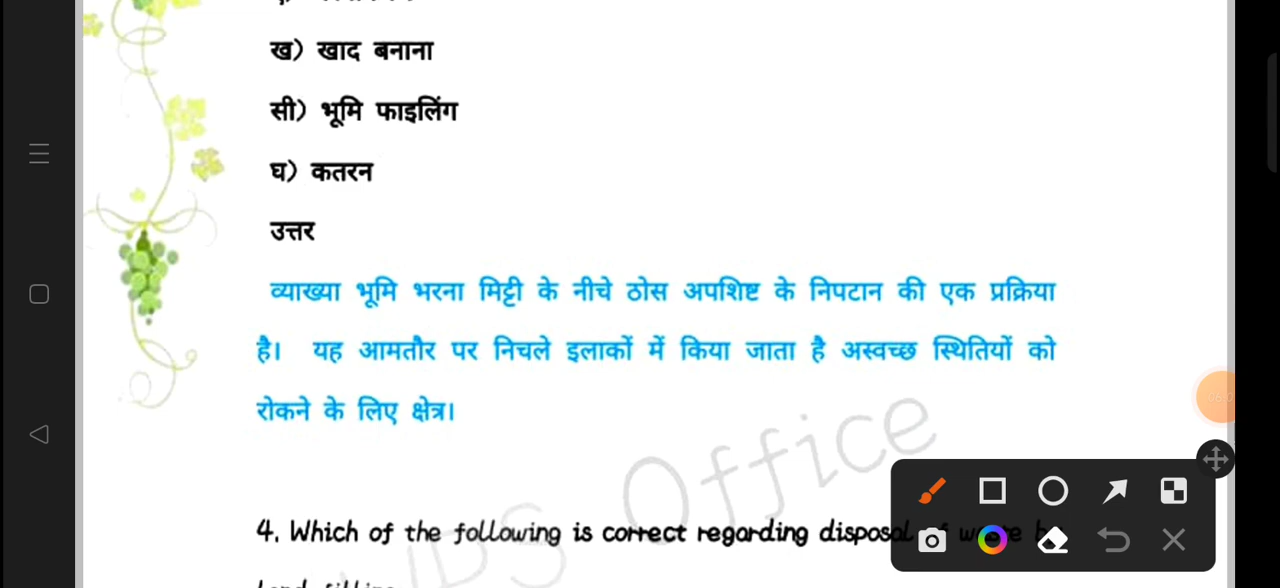 ख) खाद बनाना
सी) भूमि फाइलिंग
घ) कतरन
उत्तर
व्याख्या भूमि भरना मिट्टी के नीचे ठोस अपशिष्ट के निपटान की एक प्रक्रिया
है। यह आमतौर पर निचले इलाकों में किया जाता है अस्वच्छ स्थितियों को
रोकने के लिए क्षेत्र।
Office
4. Which of the following is correct regarding disposal